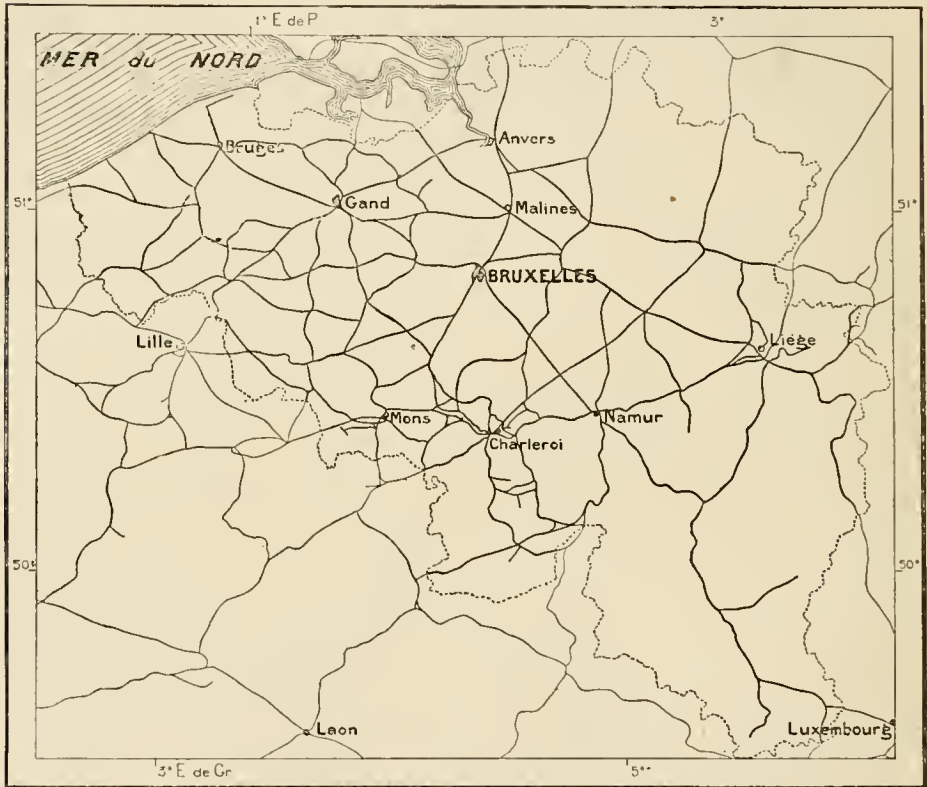 1° E de P
3°
MER du NORD
Bruges
Anvers
51°
Gand
Malines
51°
BRUXELLES
Lille
Liége
Mons
Charleroi
Namur
50°
50°
Laon
Luxembourg
3° E de Gr
5°